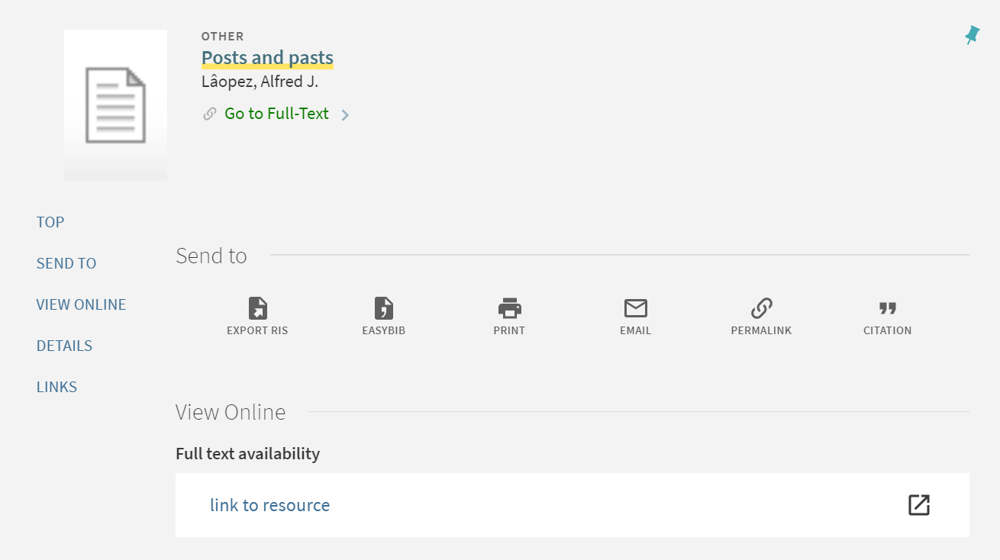 OTHER
Posts and pasts
Lâopez, Alfred J.
Go to Full-Text
TOP
SEND TO
VIEW ONLINE
DETAILS
LINKS
Send to
EXPORT RIS
EASYBIB
PRINT
EMAIL
PERMALINK
CITATION
View Online
Full text availability
link to resource